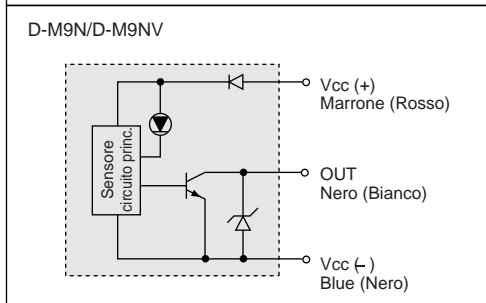 D-M9N/D-M9NV
Vcc (+)
Marrone (Rosso)
Sensore
circuito princ.
OUT
Nero (Bianco)
Vcc (–)
Blue (Nero)